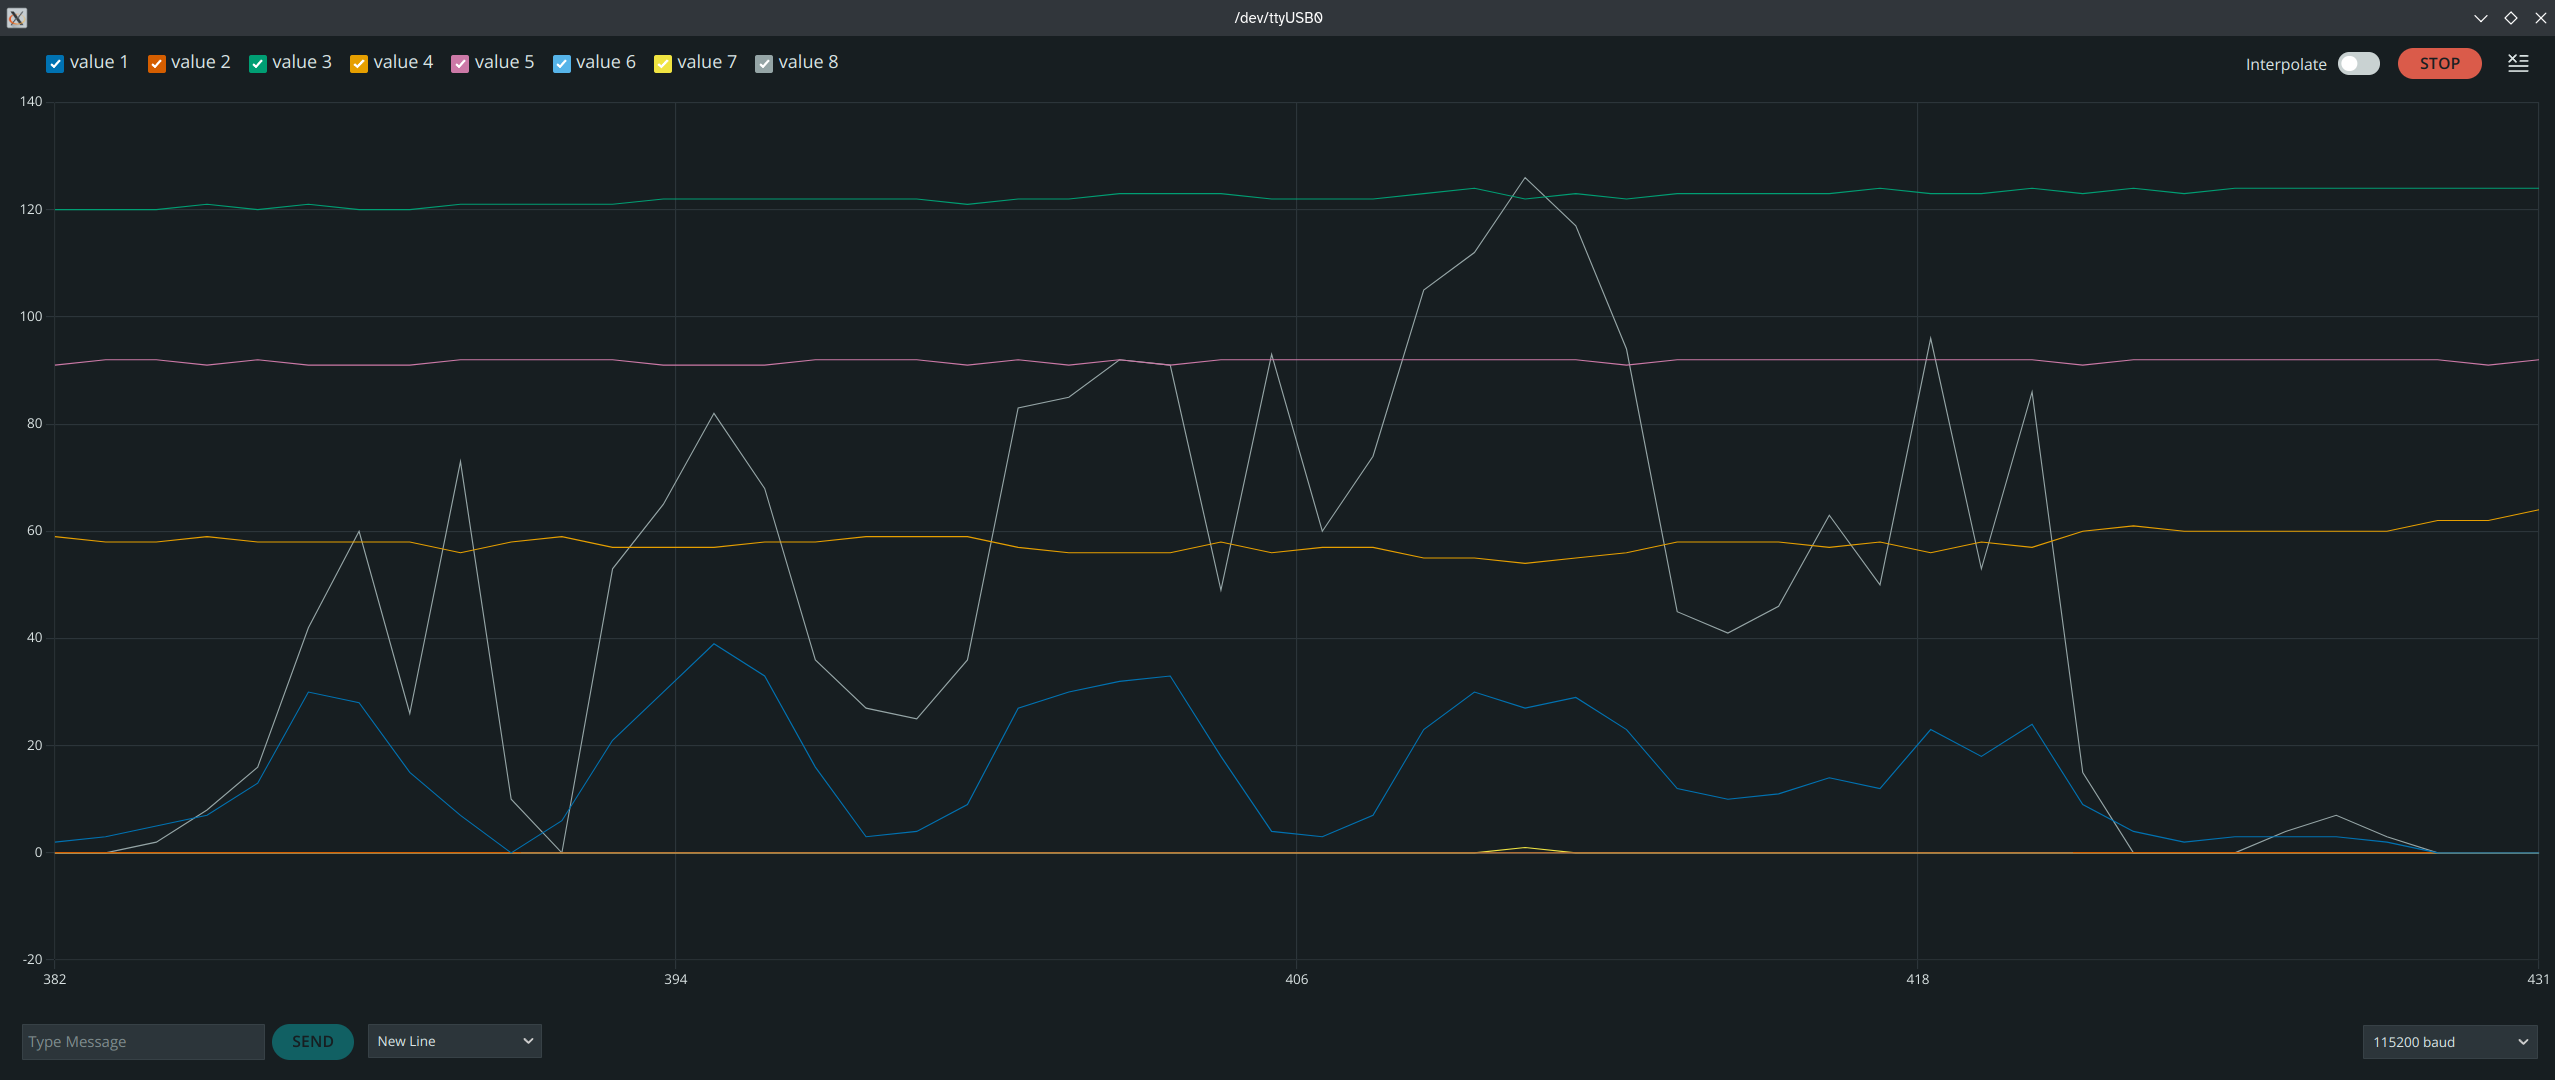 /dev/ttyUSB0
value 1 value 2 value 3 value 4 value 5 value 6 value 7 value 8 Interpolate STOP
140
120
100
80
60
40
20
0
-20
382 394 406 418 431
Type Message SEND New Line 115200 baud